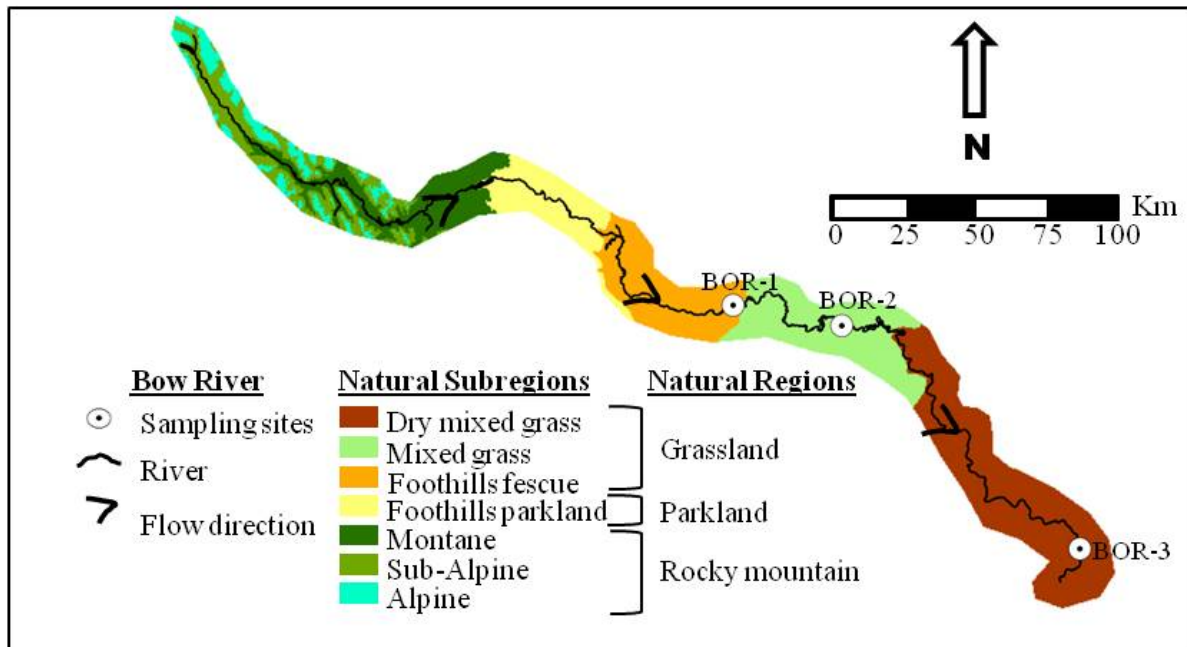 N
Km
0 25 50 75 100
BOR-1
BOR-2
BOR-3
Bow River
Sampling sites
River
Flow direction
Natural Subregions
Dry mixed grass
Mixed grass
Foothills fescue
Foothills parkland
Montane
Sub-Alpine
Alpine
Natural Regions
Grassland
Parkland
Rocky mountain